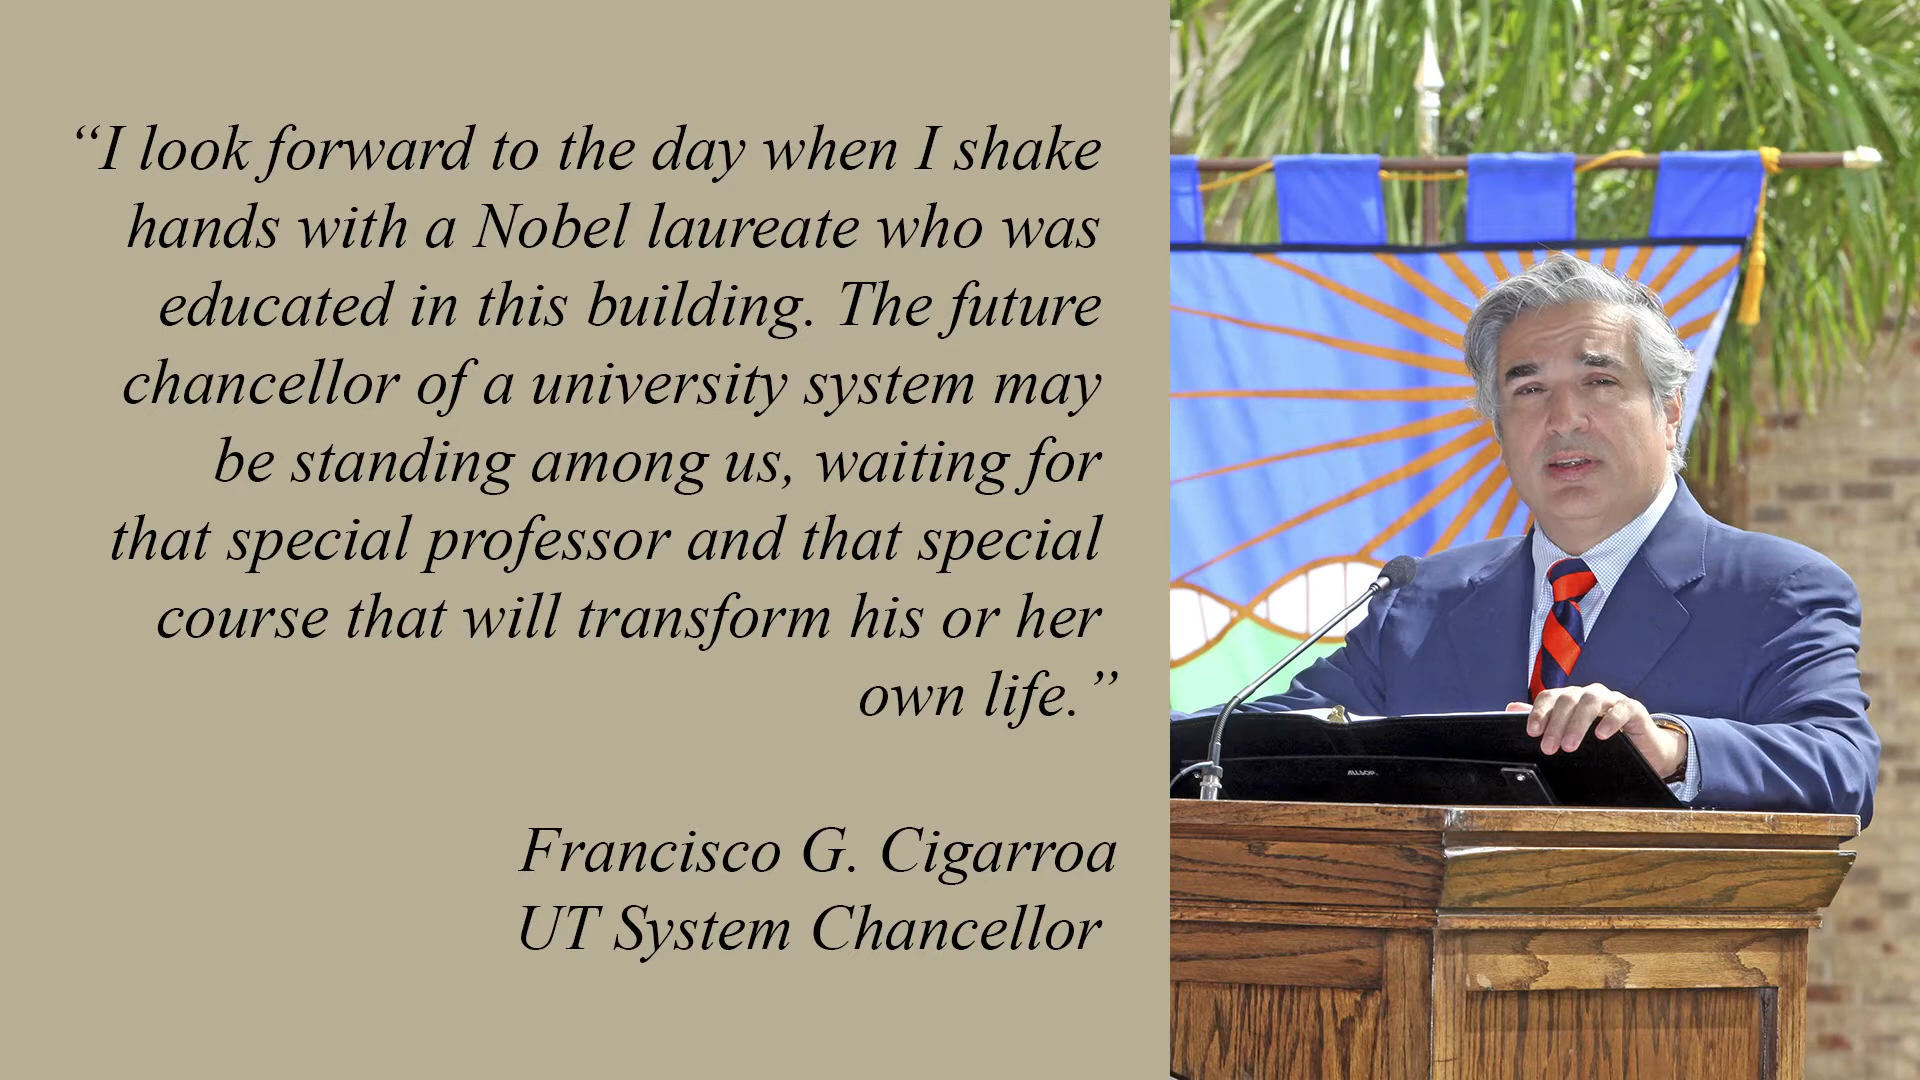 “I look forward to the day when I shake
hands with a Nobel laureate who was
educated in this building. The future
chancellor of a university system may
be standing among us, waiting for
that special professor and that special
course that will transform his or her
own life.”
Francisco G. Cigarroa
UT System Chancellor
ALLSOP